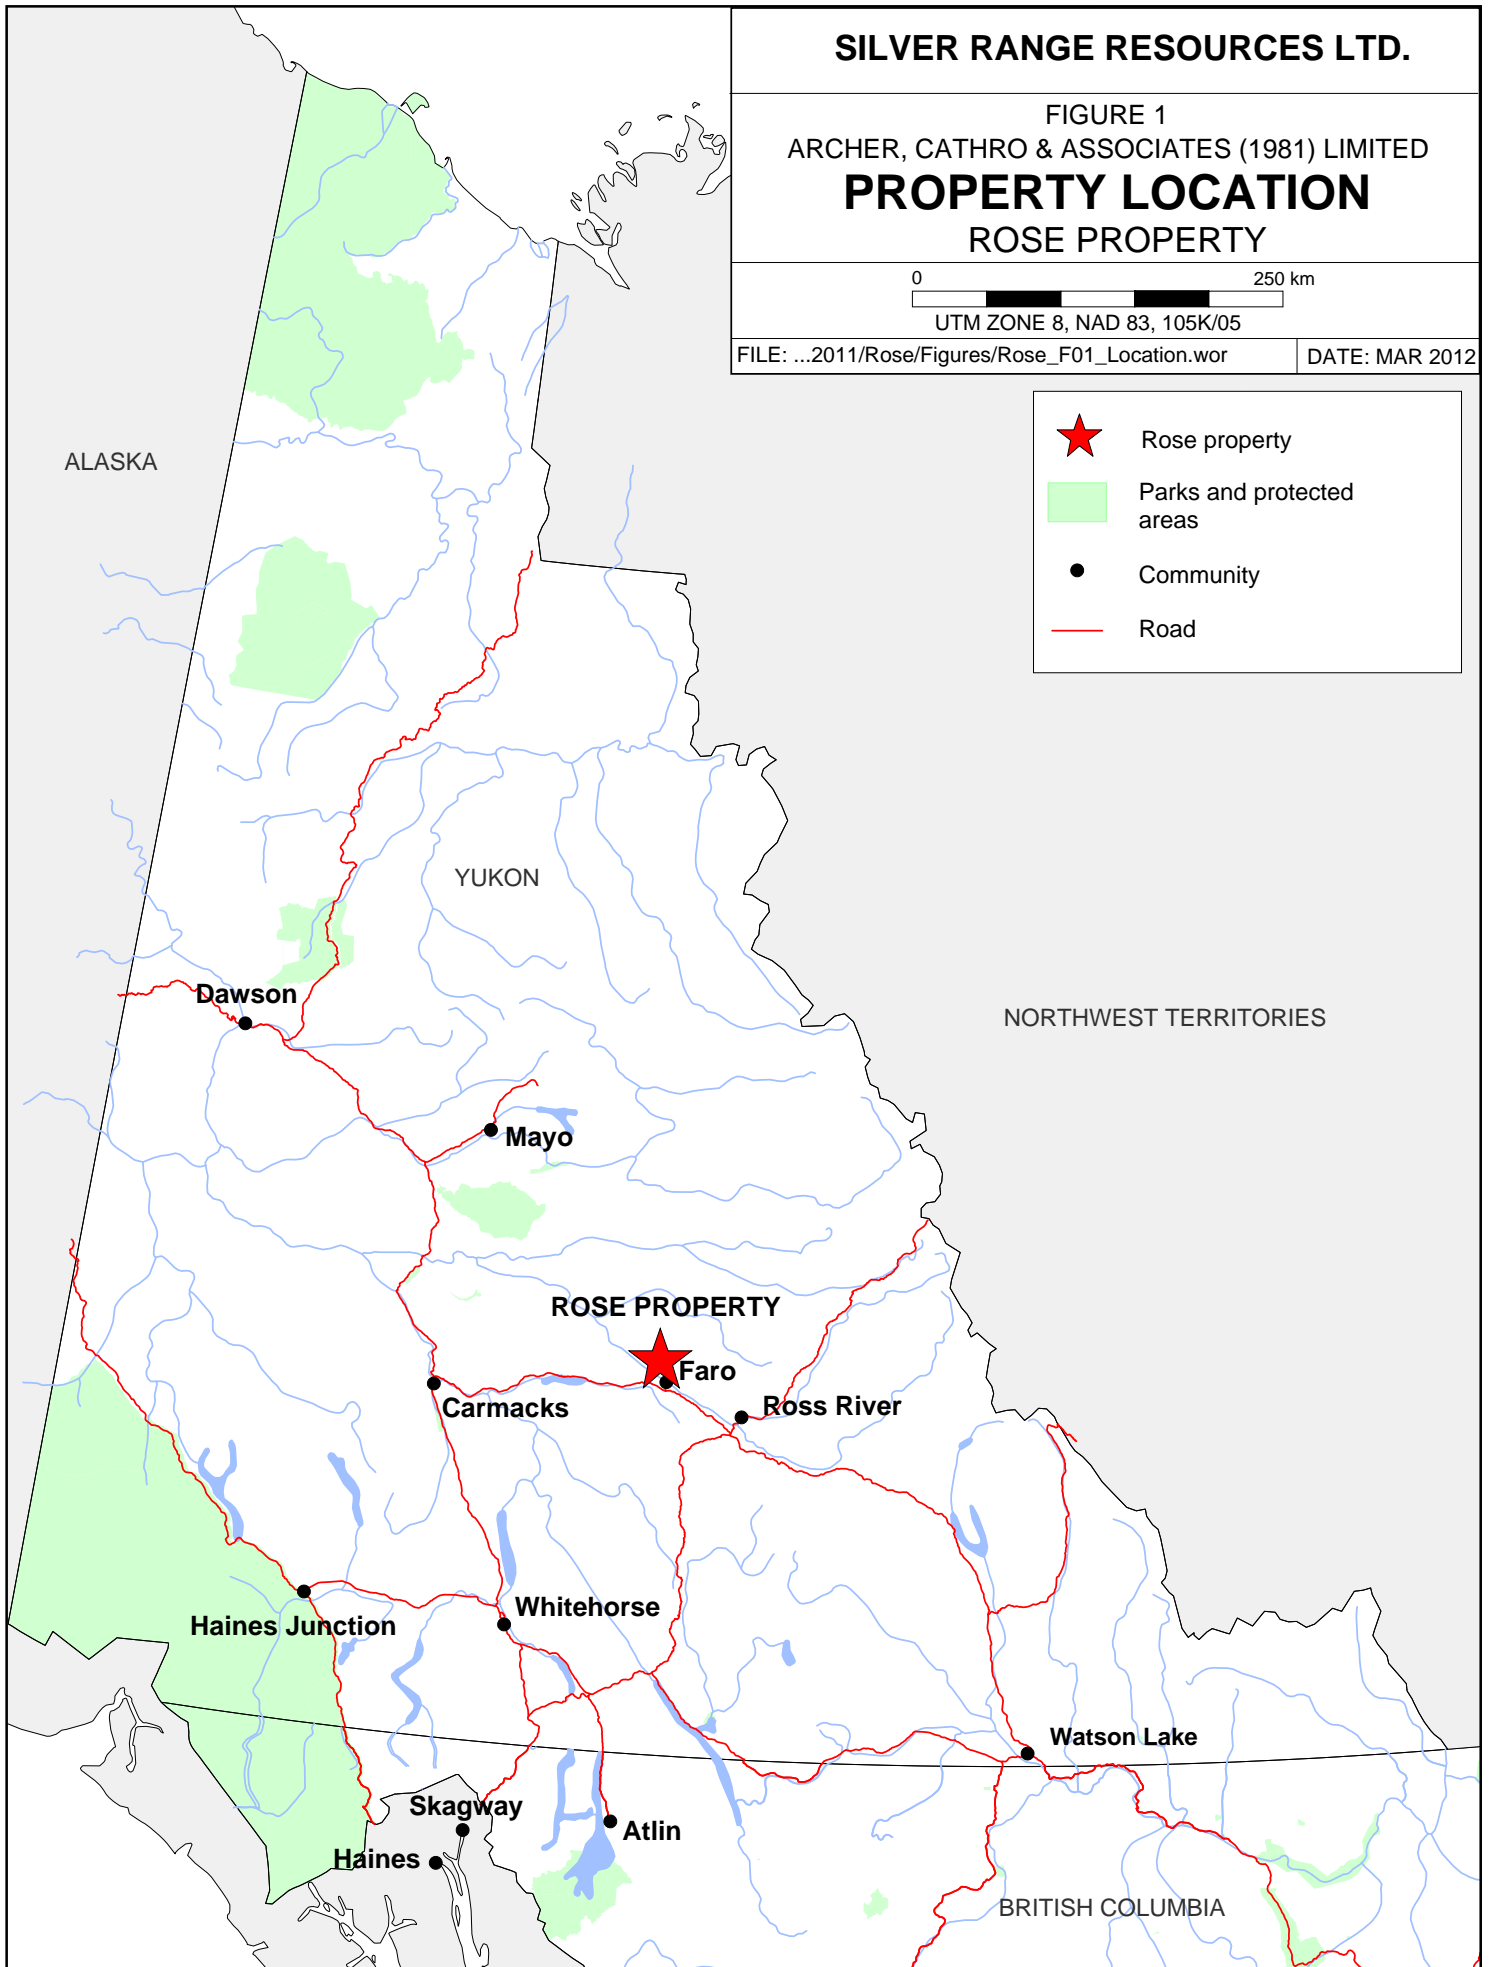 SILVER RANGE RESOURCES LTD.
FIGURE 1
ARCHER, CATHRO & ASSOCIATES (1981) LIMITED
PROPERTY LOCATION
ROSE PROPERTY
0 250 km
UTM ZONE 8, NAD 83, 105K/05
FILE: ...2011/Rose/Figures/Rose_F01_Location.wor DATE: MAR 2012
Rose property
Parks and protected
areas
Community
Road
ALASKA
YUKON
Dawson
NORTHWEST TERRITORIES
Mayo
ROSE PROPERTY
Faro
Carmacks
Ross River
Whitehorse
Haines Junction
Watson Lake
Skagway
Atlin
Haines
BRITISH COLUMBIA